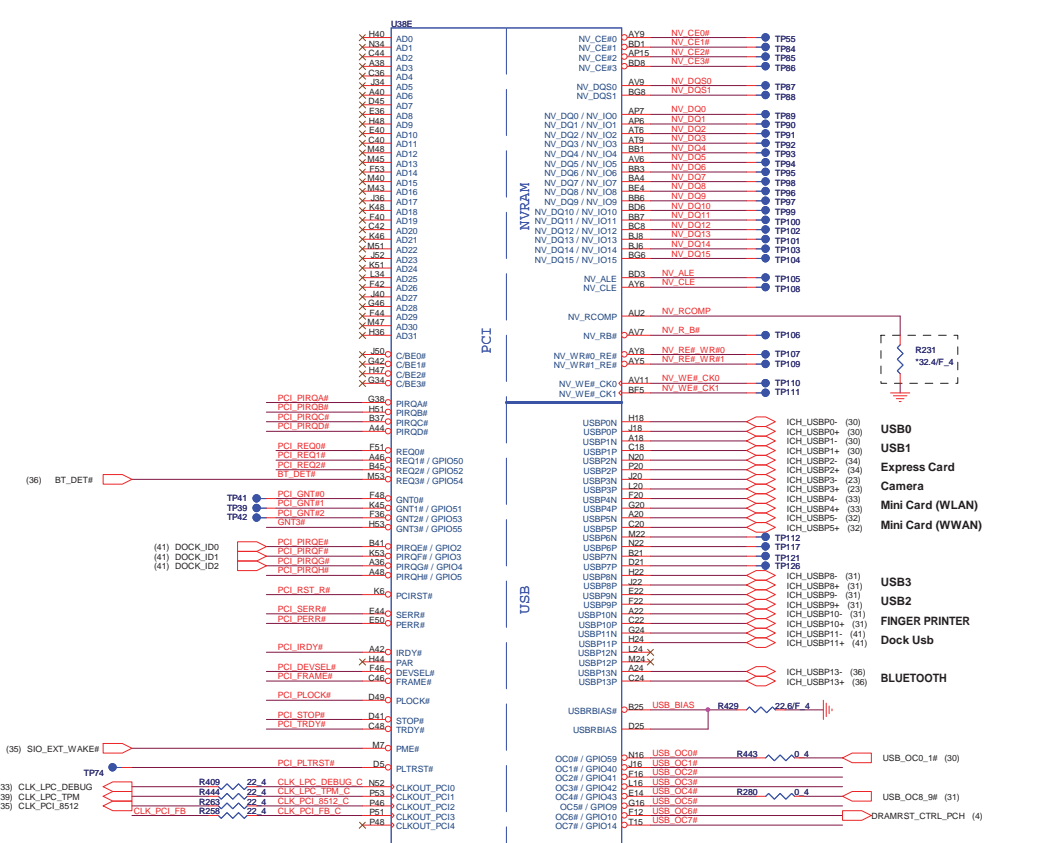 U38E
H40 AD0 NV_CE#0 AY9 NV_CE0# TP55
N34 AD1 NV_CE#1 BD1 NV_CE1# TP84
C44 AD2 NV_CE#2 AP15 NV_CE2# TP85
A38 AD3 NV_CE#3 BD8 NV_CE3# TP86
C36 AD4
J34 AD5 NV_DQS0 AV9 NV_DQS0 TP87
A40 AD6 NV_DQS1 BG8 NV_DQS1 TP88
D45 AD7
E36 AD8 NV_DQ0 / NV_IO0 AP7 NV_DQ0 TP89
H48 AD9 NV_DQ1 / NV_IO1 AP6 NV_DQ1 TP90
E40 AD10 NV_DQ2 / NV_IO2 AT6 NV_DQ2 TP91
C40 AD11 NV_DQ3 / NV_IO3 AT9 NV_DQ3 TP92
M48 AD12 NV_DQ4 / NV_IO4 BB1 NV_DQ4 TP93
M45 AD13 NV_DQ5 / NV_IO5 AV6 NV_DQ5 TP94
F53 AD14 NV_DQ6 / NV_IO6 BB3 NV_DQ6 TP95
M40 AD15 NV_DQ7 / NV_IO7 BA4 NV_DQ7 TP98
M43 AD16 NV_DQ8 / NV_IO8 BE4 NV_DQ8 TP96
J36 AD17 NV_DQ9 / NV_IO9 BB6 NV_DQ9 TP97
K48 AD18 NV_DQ10 / NV_IO10 BD6 NV_DQ10 TP99
F40 AD19 NV_DQ11 / NV_IO11 BB7 NV_DQ11 TP100
C42 AD20 NV_DQ12 / NV_IO12 BC8 NV_DQ12 TP102
K46 AD21 NV_DQ13 / NV_IO13 BJ8 NV_DQ13 TP101
M51 AD22 NV_DQ14 / NV_IO14 BJ6 NV_DQ14 TP103
J52 AD23 NV_DQ15 / NV_IO15 BG6 NV_DQ15 TP104
NVRAM
K51 AD24
L34 AD25 NV_ALE BD3 NV_ALE TP105
F42 AD26 NV_CLE AY6 NV_CLE TP108
J40 AD27
G46 AD28
F44 AD29 NV_RCOMP AU2 NV_RCOMP
M47 AD30
H36 AD31 NV_RB# AV7 NV_R_B# TP106
PCI
R231
*32.4/F_4
J50 C/BE0# NV_WR#0_RE# AY8 NV_RE#_WR#0 TP107
G42 C/BE1# NV_WR#1_RE# AY5 NV_RE#_WR#1 TP109
H47 C/BE2#
G34 C/BE3# NV_WE#_CK0 AV11 NV_WE#_CK0 TP110
NV_WE#_CK1 BF5 NV_WE#_CK1 TP111
PCI_PIRQA# G38 PIRQA#
PCI_PIRQB# H51 PIRQB#
PCI_PIRQC# B37 PIRQC#
PCI_PIRQD# A44 PIRQD#
USBP0N H18 ICH_USBP0- (30)
USBP0P J18 ICH_USBP0+ (30) USB0
USBP1N A18 ICH_USBP1- (30)
USBP1P C18 ICH_USBP1+ (30) USB1
PCI_REQ0# F51 REQ0#
PCI_REQ1# A46 REQ1# / GPIO50
PCI_REQ2# B45 REQ2# / GPIO52
(36) BT_DET# BT_DET# M53 REQ3# / GPIO54
USBP2N N20 ICH_USBP2- (34)
USBP2P P20 ICH_USBP2+ (34) Express Card
USBP3N J20 ICH_USBP3- (23)
USBP3P L20 ICH_USBP3+ (23) Camera
TP41 PCI_GNT#0 F48 GNT0#
TP39 PCI_GNT#1 K45 GNT1# / GPIO51
TP42 PCI_GNT#2 F36 GNT2# / GPIO53
GNT3# H53 GNT3# / GPIO55
USBP4N F20 ICH_USBP4- (33)
USBP4P G20 ICH_USBP4+ (33) Mini Card (WLAN)
USBP5N A20 ICH_USBP5- (32)
USBP5P C20 ICH_USBP5+ (32) Mini Card (WWAN)
USBP6N M22 TP112
USBP6P N22 TP117
USBP7N B21 TP121
USBP7P D21 TP126
(41) DOCK_ID0 PCI_PIRQE# B41 PIRQE# / GPIO2
(41) DOCK_ID1 PCI_PIRQF# K53 PIRQF# / GPIO3
(41) DOCK_ID2 PCI_PIRQG# A36 PIRQG# / GPIO4
PCI_PIRQH# A48 PIRQH# / GPIO5
USBP8N H22 ICH_USBP8- (31)
USBP8P J22 ICH_USBP8+ (31) USB3
USBP9N E22 ICH_USBP9- (31)
USBP9P F22 ICH_USBP9+ (31) USB2
PCI_RST_R# K6 PCIRST#
USB
USBP10N A22 ICH_USBP10- (31)
USBP10P C22 ICH_USBP10+ (31) FINGER PRINTER
USBP11N G24 ICH_USBP11- (41)
USBP11P H24 ICH_USBP11+ (41) Dock Usb
PCI_SERR# E44 SERR#
PCI_PERR# E50 PERR#
USBP12N L24
USBP12P M24
USBP13N A24 ICH_USBP13- (36)
USBP13P C24 ICH_USBP13+ (36) BLUETOOTH
PCI_IRDY# A42 IRDY#
H44 PAR
PCI_DEVSEL# F46 DEVSEL#
PCI_FRAME# C46 FRAME#
PCI_PLOCK# D49 PLOCK#
USBRBIAS# B25 USB_BIAS R429 22.6/F_4
USBRBIAS D25
PCI_STOP# D41 STOP#
PCI_TRDY# C48 TRDY#
(35) SIO_EXT_WAKE# M7 PME#
TP74 PCI_PLTRST# D5 PLTRST#
OC0# / GPIO59 N16 USB_OC0# R443 0_4 USB_OC0_1# (30)
OC1# / GPIO40 J16 USB_OC1#
OC2# / GPIO41 F16 USB_OC2#
OC3# / GPIO42 L16 USB_OC3#
OC4# / GPIO43 E14 USB_OC4# R280 0_4 USB_OC8_9# (31)
OC5# / GPIO9 G16 USB_OC5#
OC6# / GPIO10 F12 USB_OC6# DRAMRST_CTRL_PCH (4)
OC7# / GPIO14 T15 USB_OC7#
33) CLK_LPC_DEBUG R409 22_4 CLK_LPC_DEBUG_C N52 CLKOUT_PCI0
39) CLK_LPC_TPM R444 22_4 CLK_LPC_TPM_C P53 CLKOUT_PCI1
35) CLK_PCI_8512 R263 22_4 CLK_PCI_8512_C P46 CLKOUT_PCI2
CLK_PCI_FB R258 22_4 CLK_PCI_FB_C P51 CLKOUT_PCI3
P48 CLKOUT_PCI4